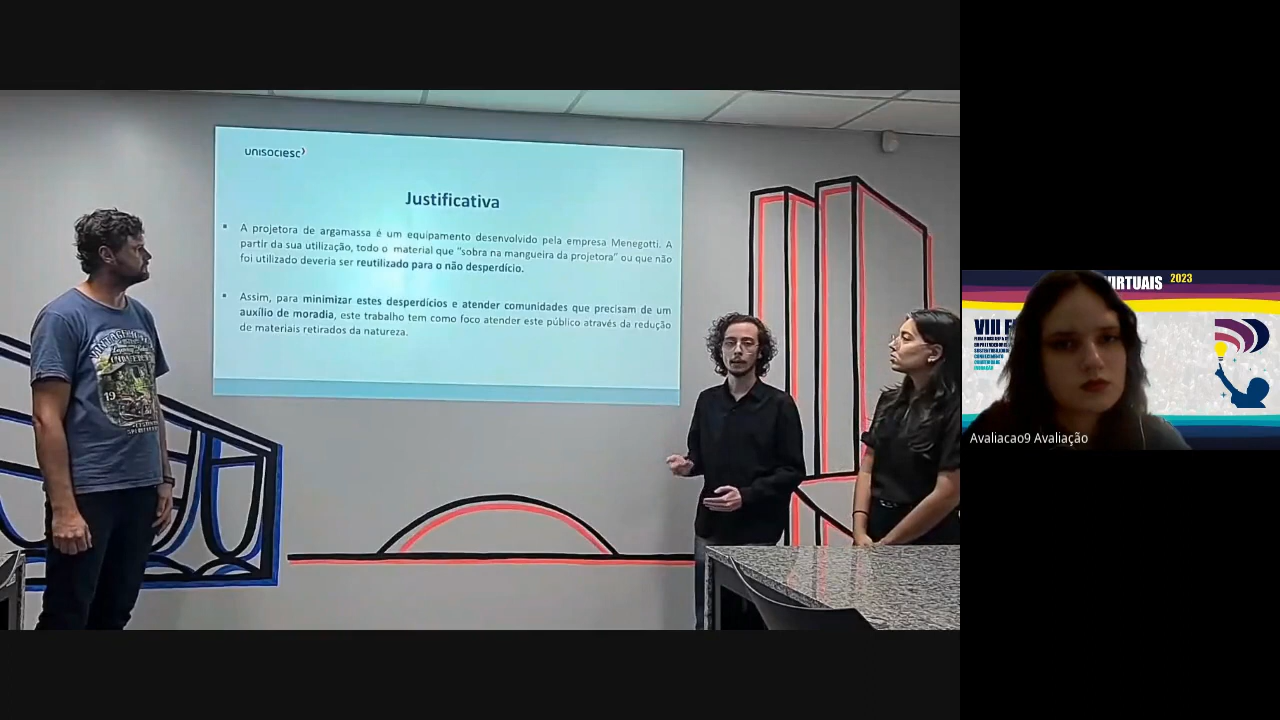 unisociesc
Justificativa
A projetora de argamassa é um equipamento desenvolvido pela empresa Menegotti. A
partir da sua utilização, todo o material que "sobra na mangueira da projetora" ou que não
foi utilizado deveria ser reutilizado para o não desperdício.
Assim, para minimizar estes desperdícios e atender comunidades que precisam de um
auxílio de moradia, este trabalho tem como foco atender este público através da redução
de materiais retirados da natureza.
19
VIRTUAIS 2023
VIII
Avaliacao9 Avaliação